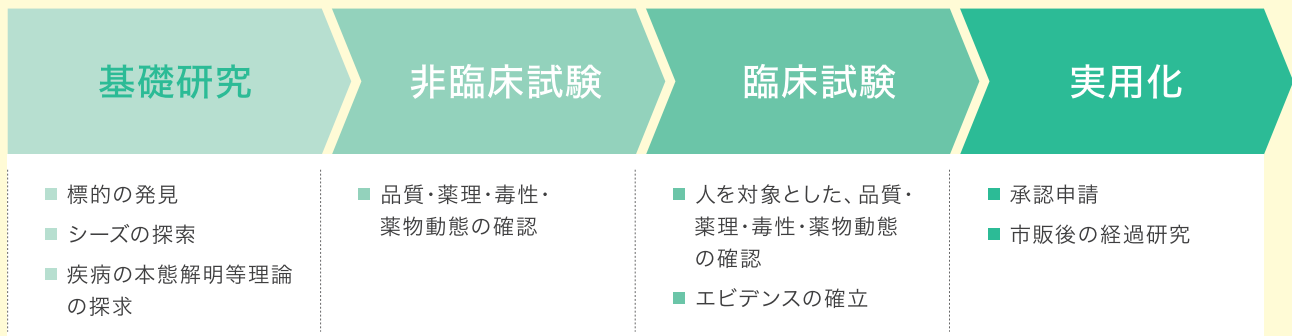 基礎研究
非臨床試験
臨床試験
実用化
標的の発見
シーズの探索
疾病の本態解明等理論
の探求
品質・薬理・毒性・
薬物動態の確認
人を対象とした、品質・
薬理・毒性・薬物動態
の確認
エビデンスの確立
承認申請
市販後の経過研究